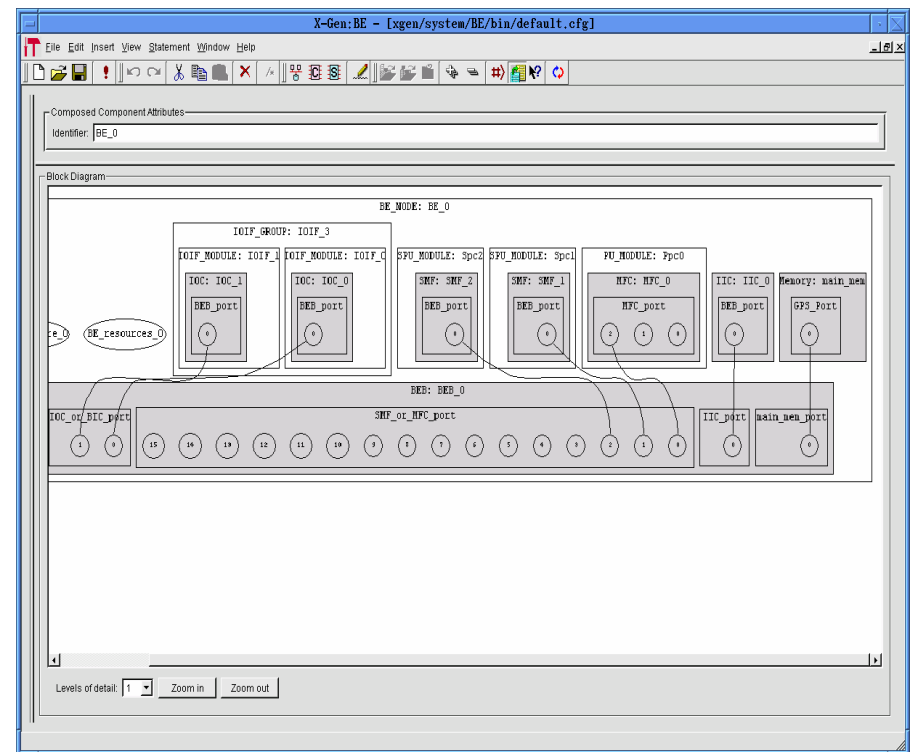 X-Gen:BE - [xgen/system/BE/bin/default.cfg]
File Edit Insert View Statement Window Help
Composed Component Attributes
Identifier: BE_0
Block Diagram
BE_NODE: BE_0
IOIF_GROUP: IOIF_3
IOIF_MODULE: IOIF_1 IOIF_MODULE: IOIF_0 SPU_MODULE: Spc2 SPU_MODULE: Spc1 PU_MODULE: Ppc0
IOC: IOC_1 IOC: IOC_0 SMF: SMF_2 SMF: SMF_1 MFC: MFC_0 IIC: IIC_0 Memory: main_mem
BEB_port BEB_port BEB_port BEB_port MFC_port BEB_port GPS_Port
0 0 0 0 2 1 0 0 0
ce_0 BE_resources_0
BEB: BEB_0
IOC_or_BIC_port SMF_or_MFC_port IIC_port main_mem_port
1 0 15 14 13 12 11 10 9 8 7 6 5 4 3 2 1 0 0 0
Levels of detail: 1 Zoom in Zoom out